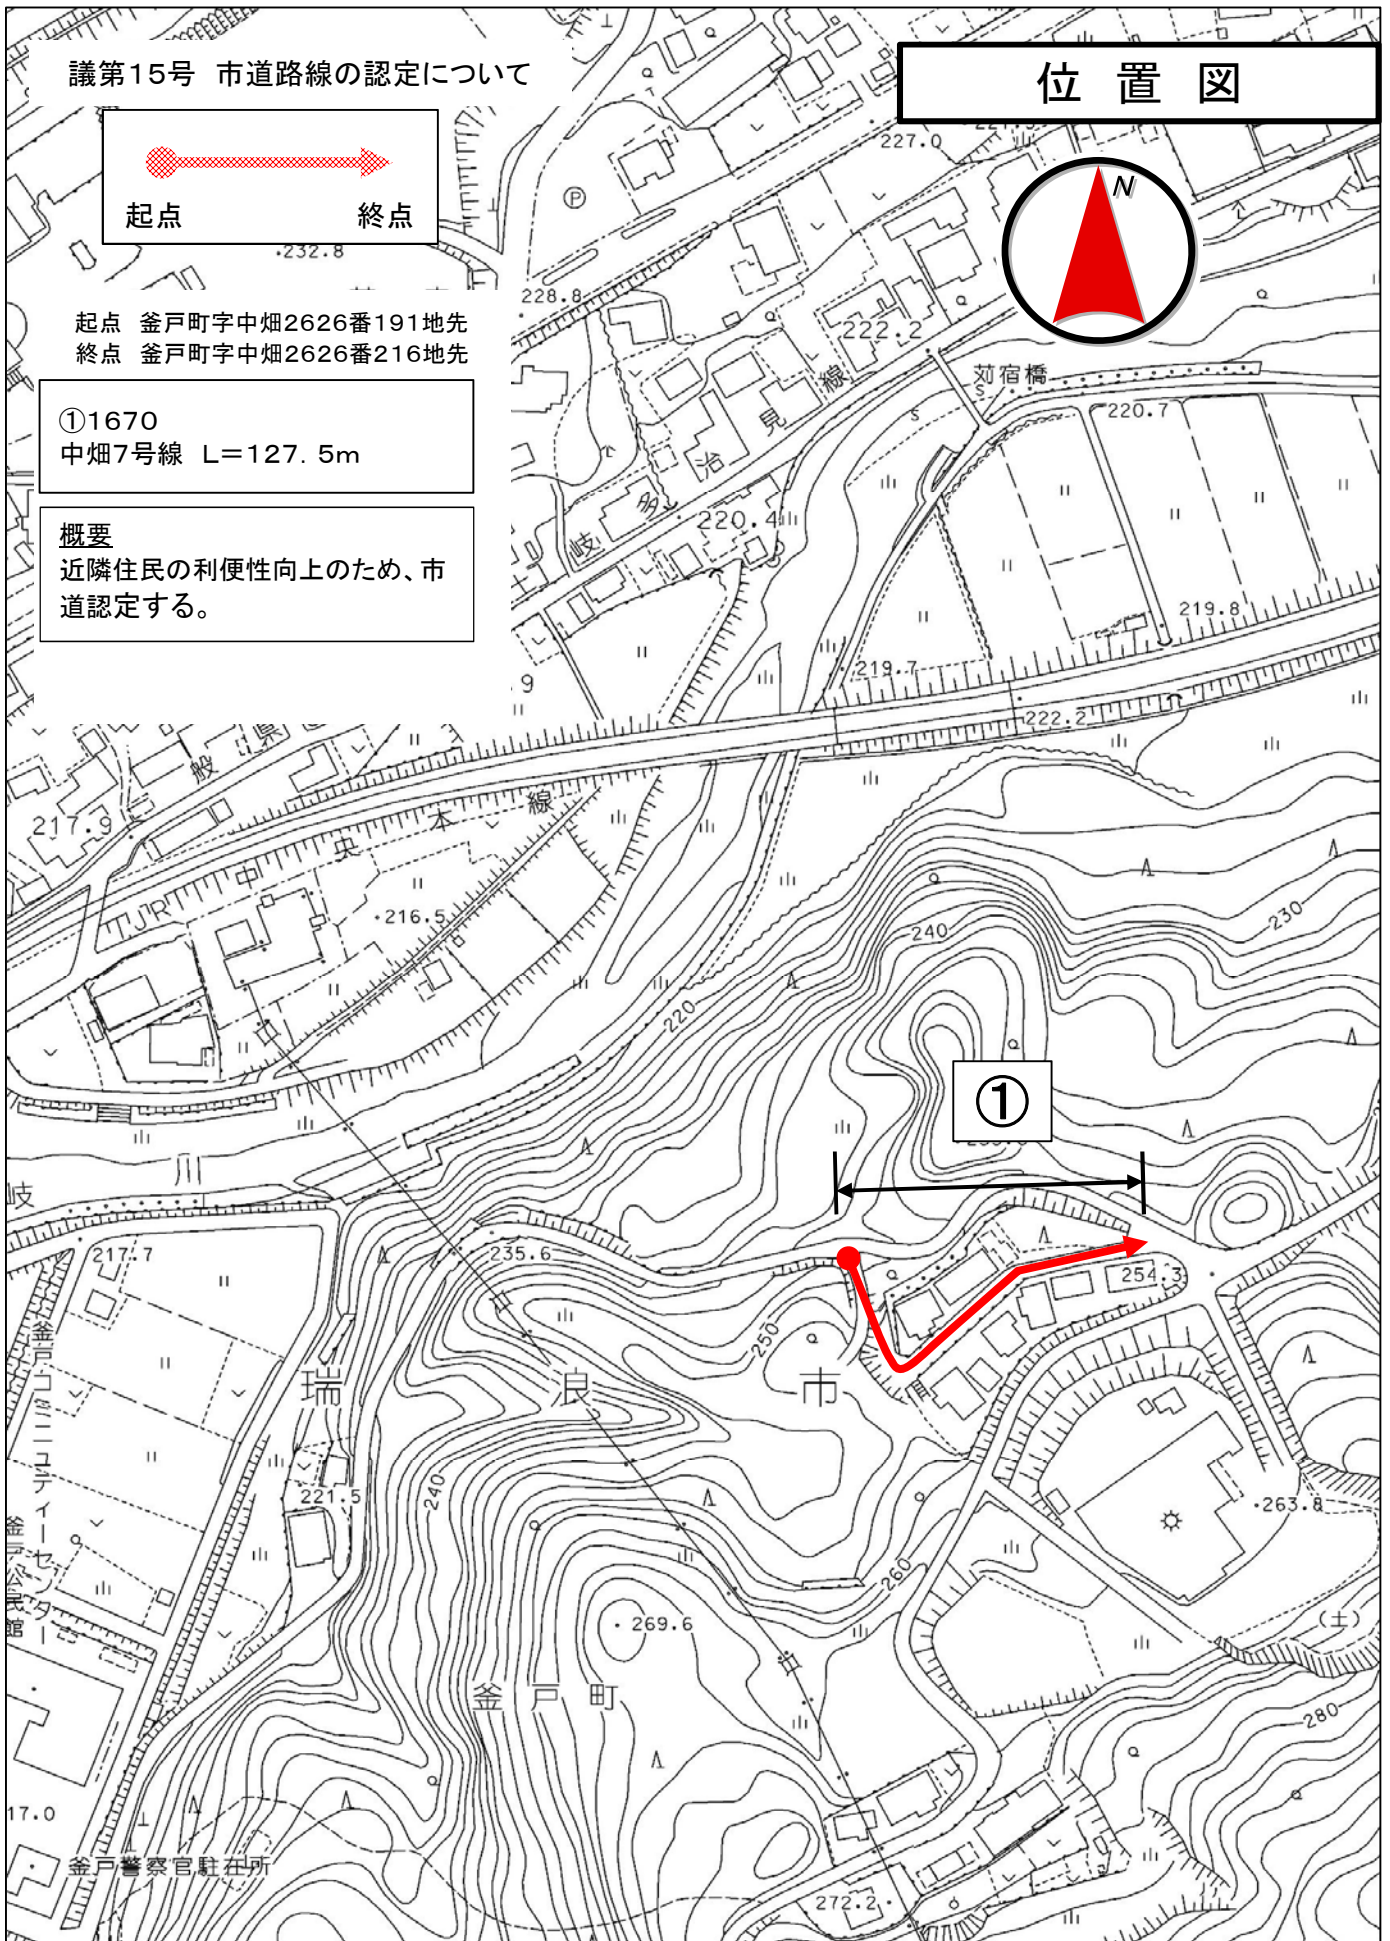 議第15号 市道路線の認定について
位置図
起点 終点
N
起点 釜戸町字中畑2626番191地先
終点 釜戸町字中畑2626番216地先
①1670
中畑7号線 L=127.5m
概要
近隣住民の利便性向上のため、市
道認定する。
227.0
P
232.8
228.8
222.2
苅宿橋
220.7
岐多治見線
220.4
219.8
219.7
9
222.2
般県
217.9
JR中央本線
216.5
240
230
220
①
川
岐
217.7
235.6
254.3
250
瑞浪市
釜戸コミュニティーセンター
釜戸公民館
221.5
240
263.8
260
269.6
(土)
釜戸町
280
17.0
釜戸警察官駐在所
272.2